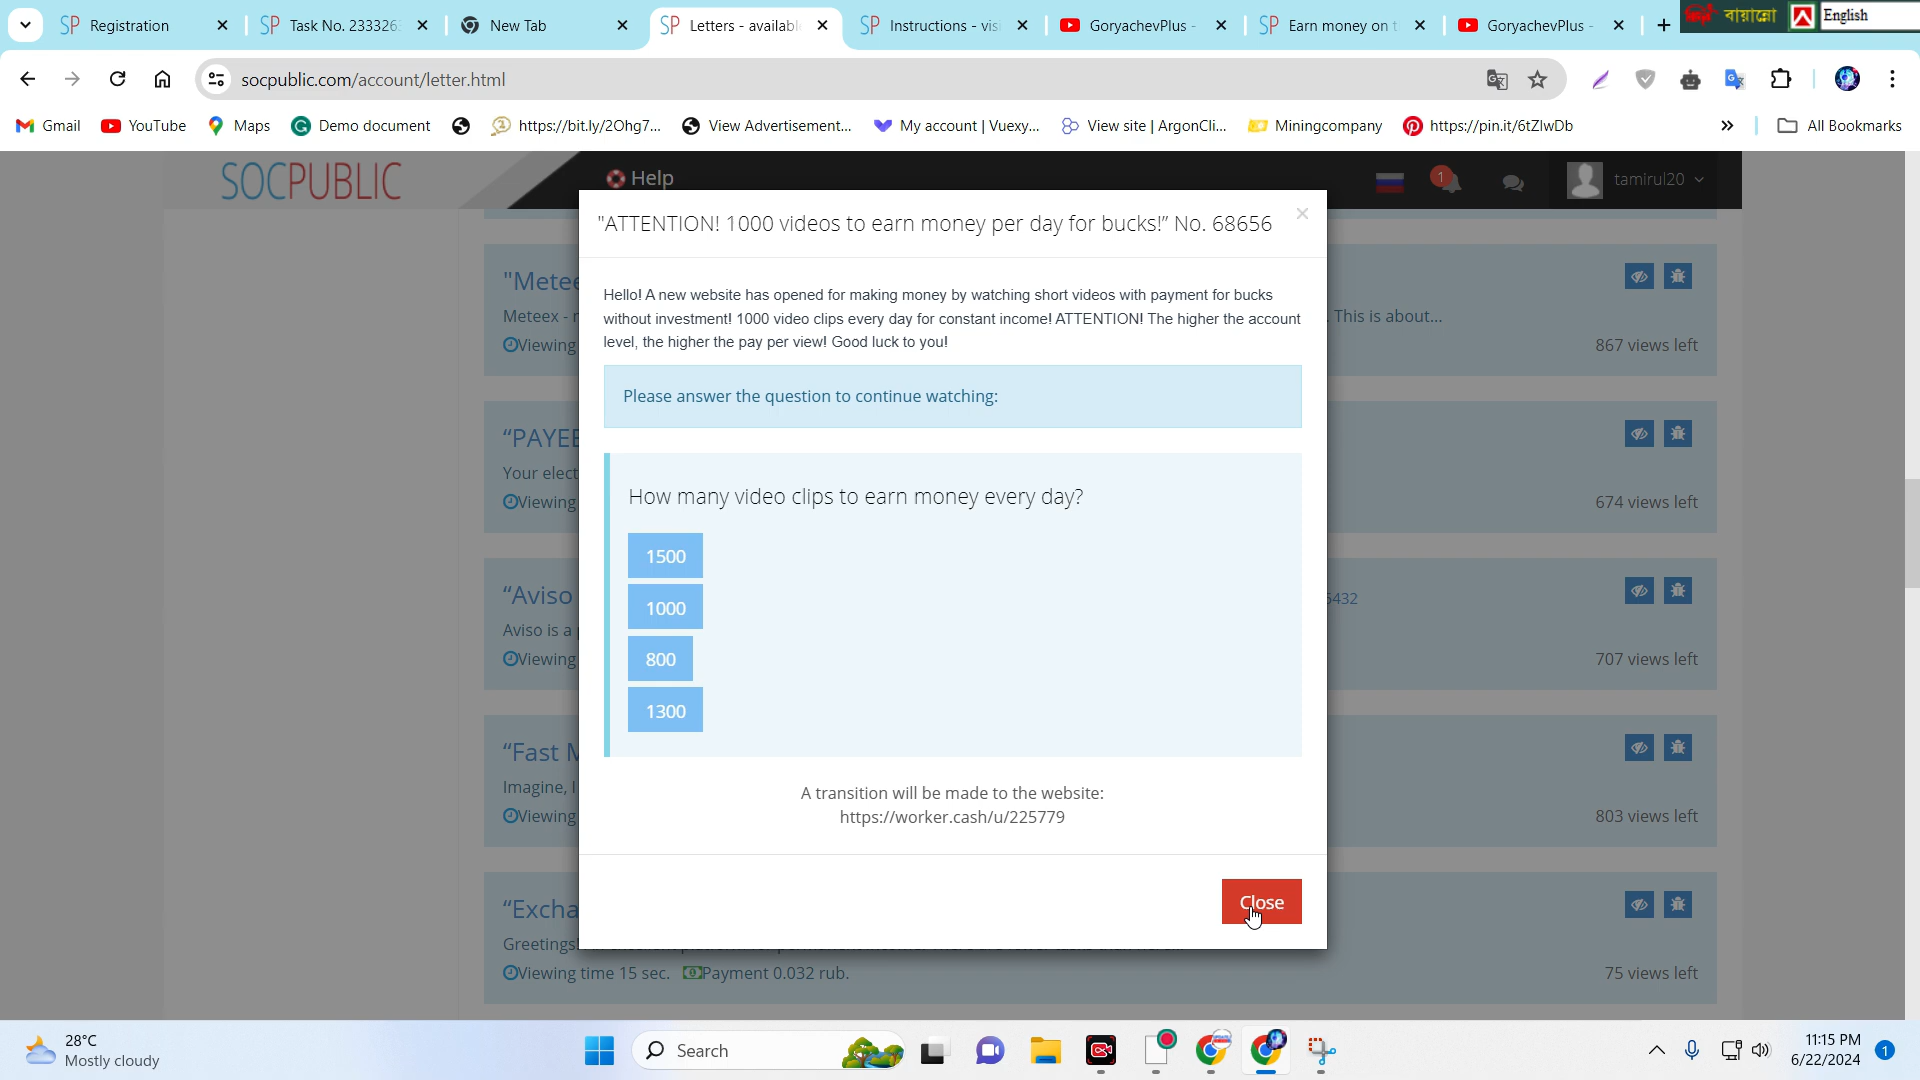 Registration
Task No. 2333263
New Tab
Letters - availabl
Instructions - vis
GoryachevPlus -
Earn money on t
GoryachevPlus -
বায়ান্নো
English
socpublic.com/account/letter.html
Gmail
YouTube
Maps
Demo document
https://bit.ly/2Ohg7...
View Advertisement...
My account | Vuexy...
View site | ArgonCli...
Miningcompany
https://pin.it/6tZlwDb
»
All Bookmarks
SOCPUBLIC
Help
1
tamirul20
"ATTENTION! 1000 videos to earn money per day for bucks!” No. 68656
×
Hello! A new website has opened for making money by watching short videos with payment for bucks
without investment! 1000 video clips every day for constant income! ATTENTION! The higher the account
level, the higher the pay per view! Good luck to you!
Please answer the question to continue watching:
How many video clips to earn money every day?
1500
1000
800
1300
A transition will be made to the website:
https://worker.cash/u/225779
Close
"Metee
Meteex - r
. This is about...
Viewing
867 views left
“PAYEE
Your elect
Viewing
674 views left
“Aviso
5432
Aviso is a
Viewing
707 views left
“Fast M
Imagine, I
Viewing
803 views left
“Excha
Greetings!
Viewing time 15 sec.
Payment 0.032 rub.
75 views left
28°C
Mostly cloudy
Search
11:15 PM
6/22/2024
1